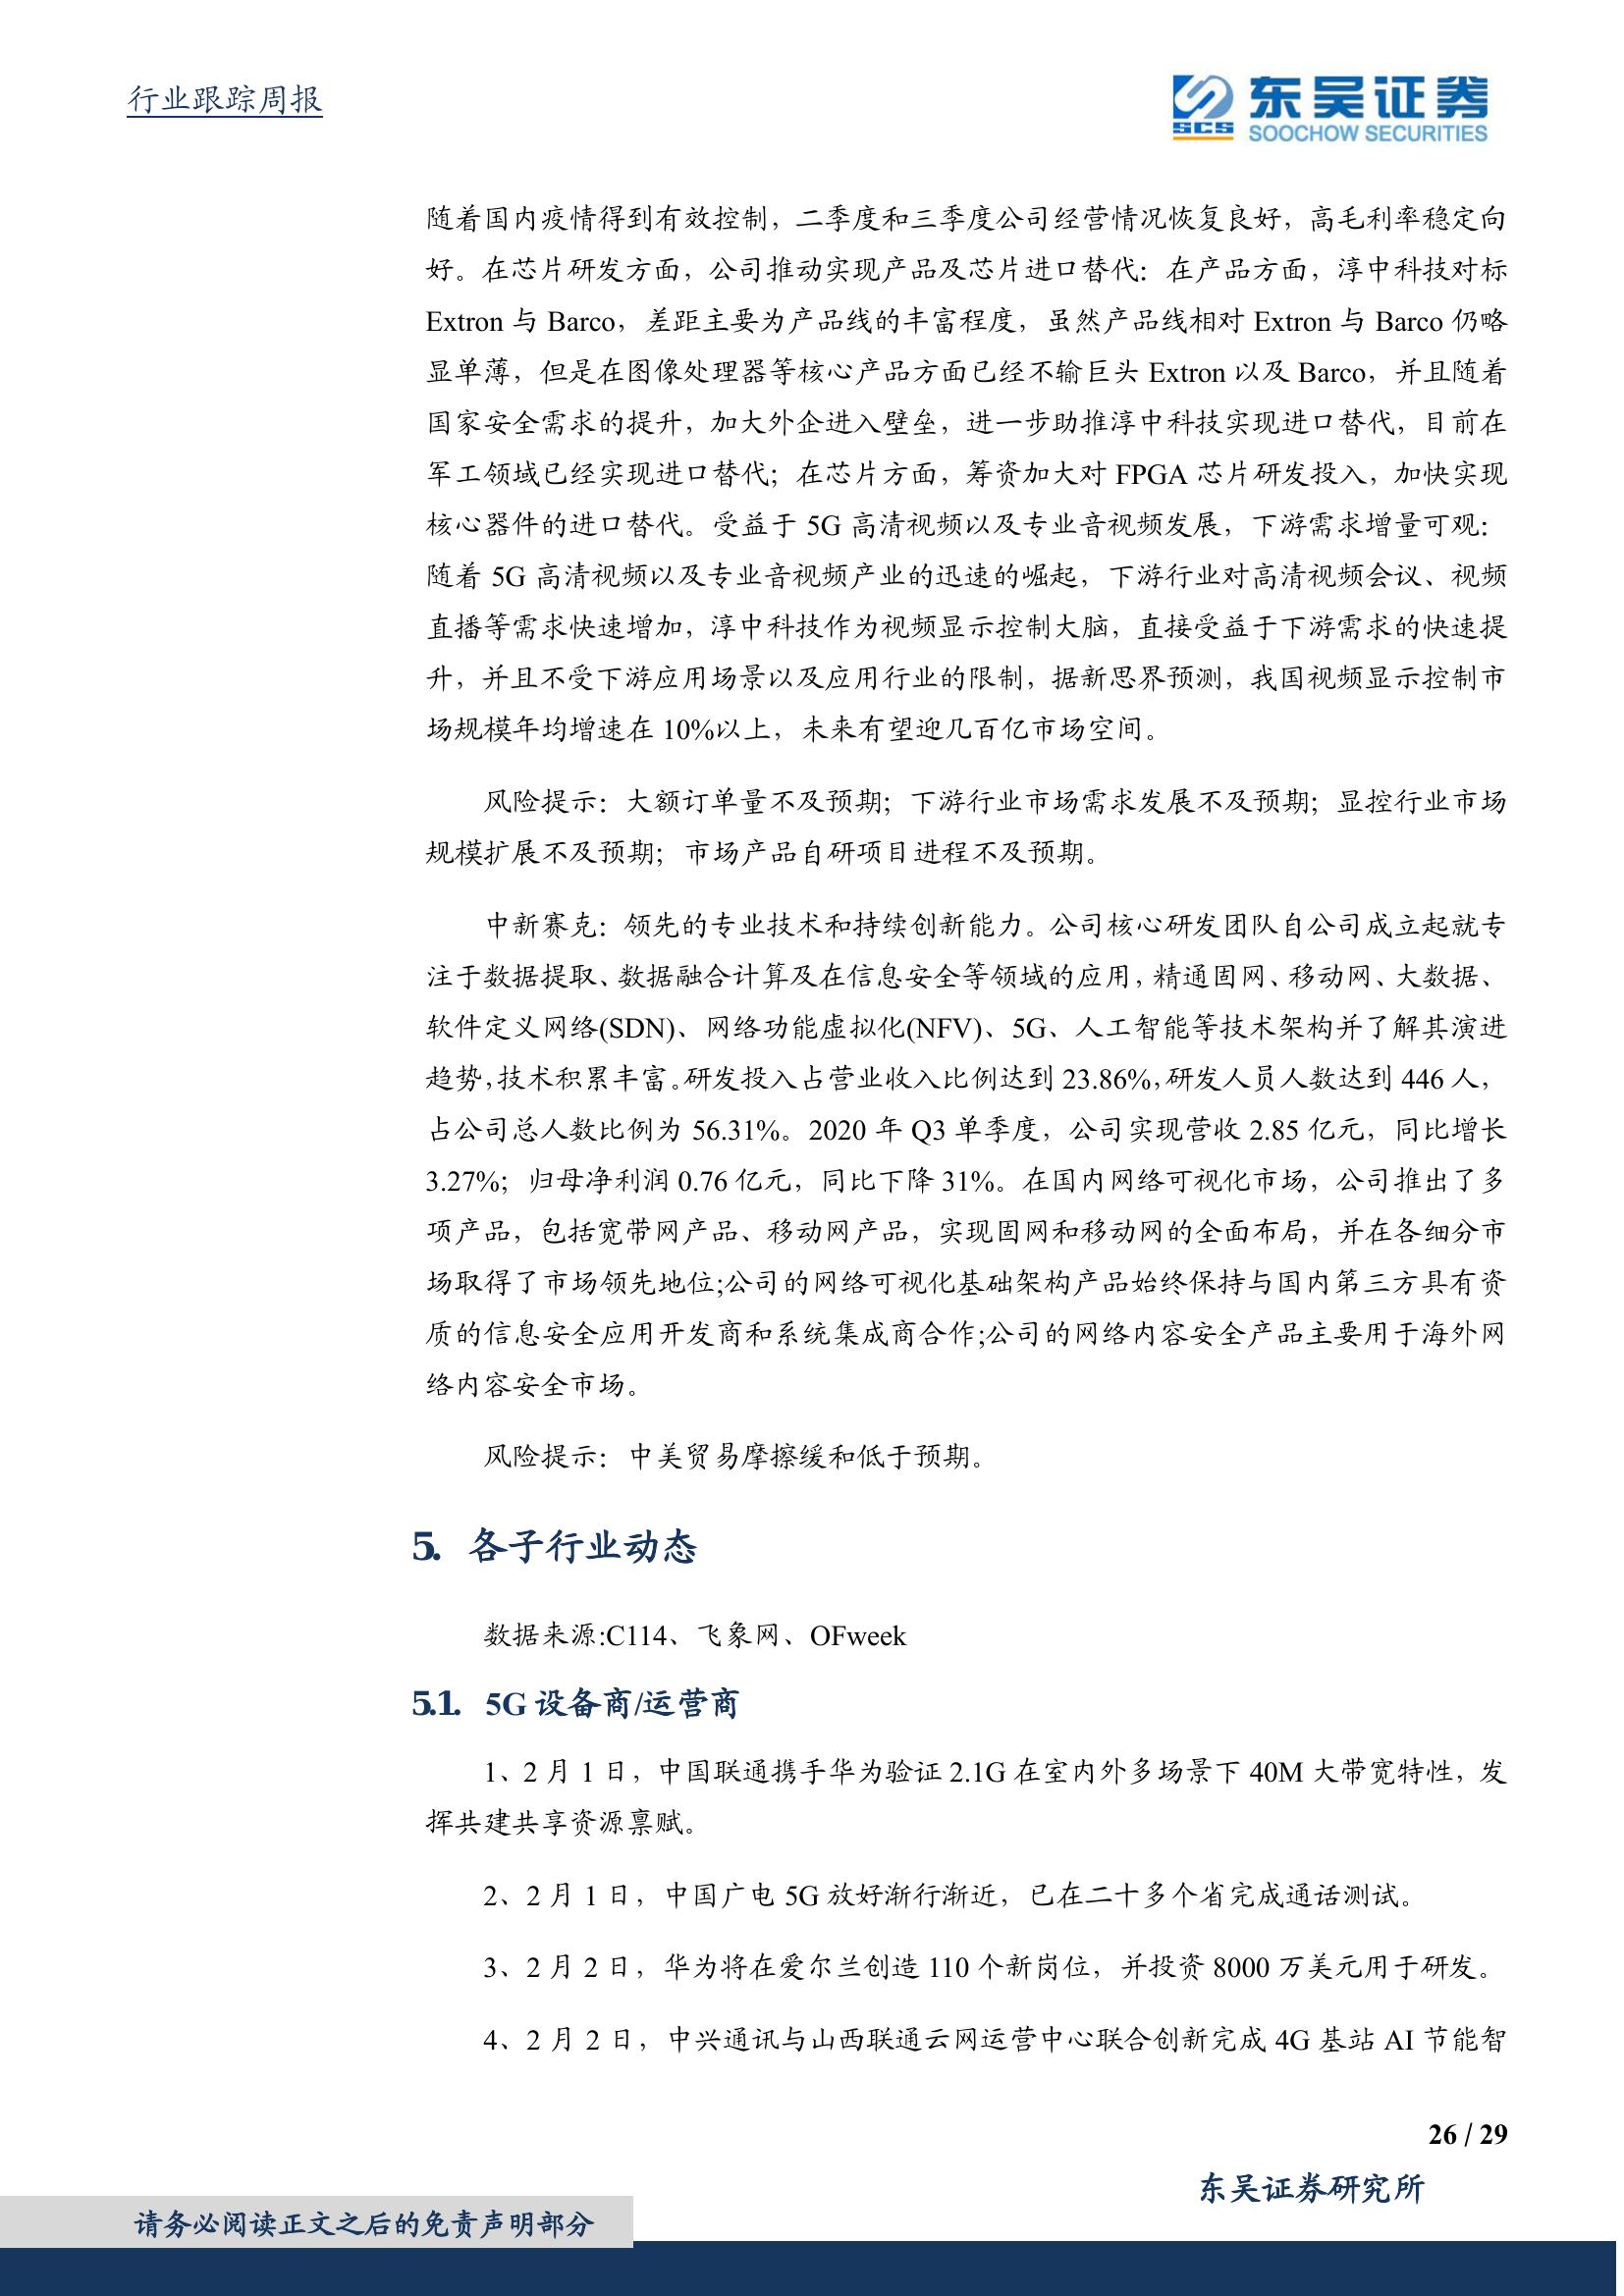 行业跟踪周报
东吴证券
SCS
SOOCHOW SECURITIES
随着国内疫情得到有效控制，二季度和三季度公司经营情况恢复良好，高毛利率稳定向
好。在芯片研发方面，公司推动实现产品及芯片进口替代：在产品方面，淳中科技对标
Extron 与 Barco，差距主要为产品线的丰富程度，虽然产品线相对 Extron 与 Barco 仍略
显单薄，但是在图像处理器等核心产品方面已经不输巨头 Extron 以及 Barco，并且随着
国家安全需求的提升，加大外企进入壁垒，进一步助推淳中科技实现进口替代，目前在
军工领域已经实现进口替代；在芯片方面，筹资加大对 FPGA 芯片研发投入，加快实现
核心器件的进口替代。受益于 5G 高清视频以及专业音视频发展，下游需求增量可观：
随着 5G 高清视频以及专业音视频产业的迅速的崛起，下游行业对高清视频会议、视频
直播等需求快速增加，淳中科技作为视频显示控制大脑，直接受益于下游需求的快速提
升，并且不受下游应用场景以及应用行业的限制，据新思界预测，我国视频显示控制市
场规模年均增速在 10%以上，未来有望迎几百亿市场空间。
风险提示：大额订单量不及预期；下游行业市场需求发展不及预期；显控行业市场
规模扩展不及预期；市场产品自研项目进程不及预期。
中新赛克：领先的专业技术和持续创新能力。公司核心研发团队自公司成立起就专
注于数据提取、数据融合计算及在信息安全等领域的应用，精通固网、移动网、大数据、
软件定义网络(SDN)、网络功能虚拟化(NFV)、5G、人工智能等技术架构并了解其演进
趋势，技术积累丰富。研发投入占营业收入比例达到 23.86%，研发人员人数达到 446 人，
占公司总人数比例为 56.31%。2020 年 Q3 单季度，公司实现营收 2.85 亿元，同比增长
3.27%；归母净利润 0.76 亿元，同比下降 31%。在国内网络可视化市场，公司推出了多
项产品，包括宽带网产品、移动网产品，实现固网和移动网的全面布局，并在各细分市
场取得了市场领先地位;公司的网络可视化基础架构产品始终保持与国内第三方具有资
质的信息安全应用开发商和系统集成商合作;公司的网络内容安全产品主要用于海外网
络内容安全市场。
风险提示：中美贸易摩擦缓和低于预期。
5. 各子行业动态
数据来源:C114、飞象网、OFweek
5.1. 5G 设备商/运营商
1、2 月 1 日，中国联通携手华为验证 2.1G 在室内外多场景下 40M 大带宽特性，发
挥共建共享资源禀赋。
2、2 月 1 日，中国广电 5G 放好渐行渐近，已在二十多个省完成通话测试。
3、2 月 2 日，华为将在爱尔兰创造 110 个新岗位，并投资 8000 万美元用于研发。
4、2 月 2 日，中兴通讯与山西联通云网运营中心联合创新完成 4G 基站 AI 节能智
26 / 29
东吴证券研究所
请务必阅读正文之后的免责声明部分